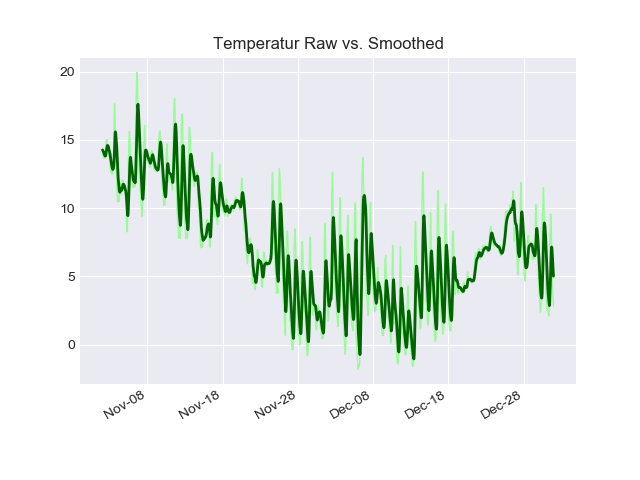 Temperatur Raw vs. Smoothed
20
15
10
5
0
Nov-08
Nov-18
Nov-28
Dec-08
Dec-18
Dec-28